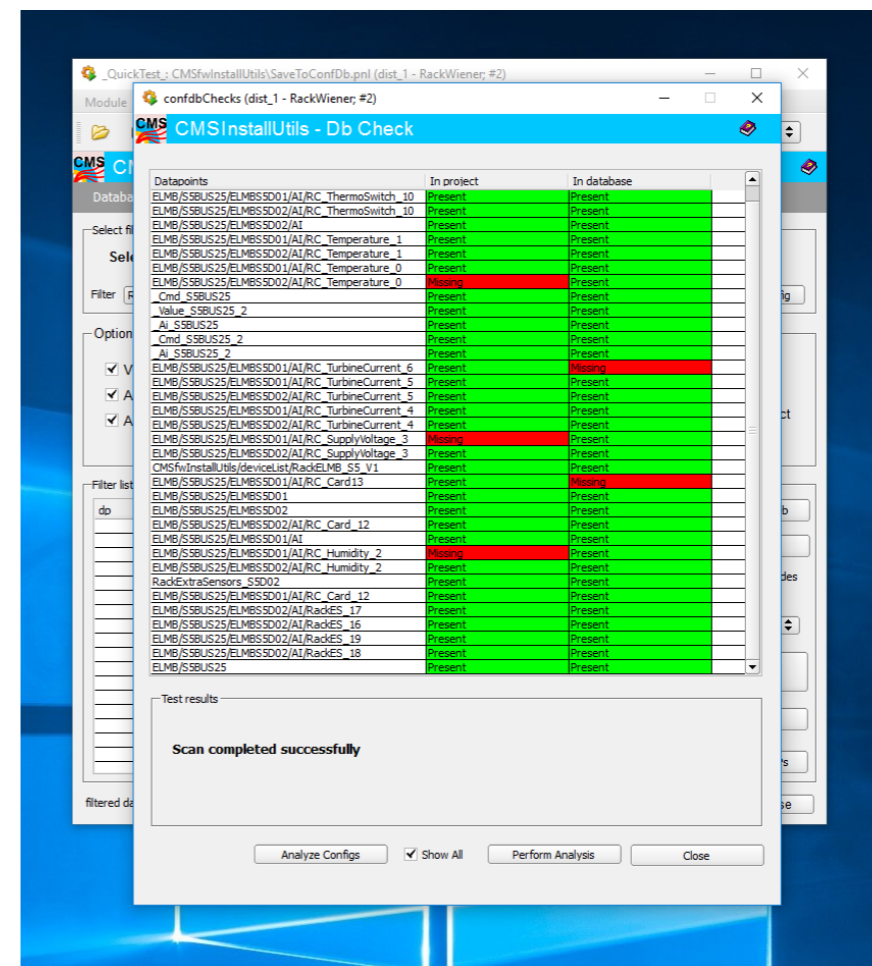 _QuickTest_: CMSfwInstallUtils\SaveToConfDb.pnl (dist_1 - RackWiener; #2)
Module
confdbChecks (dist_1 - RackWiener; #2)
CMS CMSInstallUtils - Db Check
CMS
Databa
Select fil
Sele
Filter
Option
V
A
A
ct
Filter list
dp
b
des
's
filtered da
se
Datapoints In project In database
ELMB/S5BUS25/ELMBS5D01/AI/RC_ThermoSwitch_10 Present Present
ELMB/S5BUS25/ELMBS5D02/AI/RC_ThermoSwitch_10 Present Present
ELMB/S5BUS25/ELMBS5D02/AI Present Present
ELMB/S5BUS25/ELMBS5D01/AI/RC_Temperature_1 Present Present
ELMB/S5BUS25/ELMBS5D02/AI/RC_Temperature_1 Present Present
ELMB/S5BUS25/ELMBS5D01/AI/RC_Temperature_0 Present Present
ELMB/S5BUS25/ELMBS5D02/AI/RC_Temperature_0 Missing Present
_Cmd_S5BUS25 Present Present
_Value_S5BUS25_2 Present Present
_Ai_S5BUS25 Present Present
_Cmd_S5BUS25_2 Present Present
_Ai_S5BUS25_2 Present Present
ELMB/S5BUS25/ELMBS5D01/AI/RC_TurbineCurrent_6 Present Missing
ELMB/S5BUS25/ELMBS5D01/AI/RC_TurbineCurrent_5 Present Present
ELMB/S5BUS25/ELMBS5D02/AI/RC_TurbineCurrent_5 Present Present
ELMB/S5BUS25/ELMBS5D01/AI/RC_TurbineCurrent_4 Present Present
ELMB/S5BUS25/ELMBS5D02/AI/RC_TurbineCurrent_4 Present Present
ELMB/S5BUS25/ELMBS5D01/AI/RC_SupplyVoltage_3 Missing Present
ELMB/S5BUS25/ELMBS5D02/AI/RC_SupplyVoltage_3 Present Present
CMSfwInstallUtils/deviceList/RackELMB_S5_V1 Present Present
ELMB/S5BUS25/ELMBS5D01/AI/RC_Card13 Present Missing
ELMB/S5BUS25/ELMBS5D01 Present Present
ELMB/S5BUS25/ELMBS5D02 Present Present
ELMB/S5BUS25/ELMBS5D02/AI/RC_Card_12 Present Present
ELMB/S5BUS25/ELMBS5D01/AI Present Present
ELMB/S5BUS25/ELMBS5D01/AI/RC_Humidity_2 Missing Present
ELMB/S5BUS25/ELMBS5D02/AI/RC_Humidity_2 Present Present
RackExtraSensors_S5D02 Present Present
ELMB/S5BUS25/ELMBS5D01/AI/RC_Card_12 Present Present
ELMB/S5BUS25/ELMBS5D02/AI/RackES_17 Present Present
ELMB/S5BUS25/ELMBS5D02/AI/RackES_16 Present Present
ELMB/S5BUS25/ELMBS5D02/AI/RackES_19 Present Present
ELMB/S5BUS25/ELMBS5D02/AI/RackES_18 Present Present
ELMB/S5BUS25 Present Present
Test results
Scan completed successfully
Analyze Configs Show All Perform Analysis Close